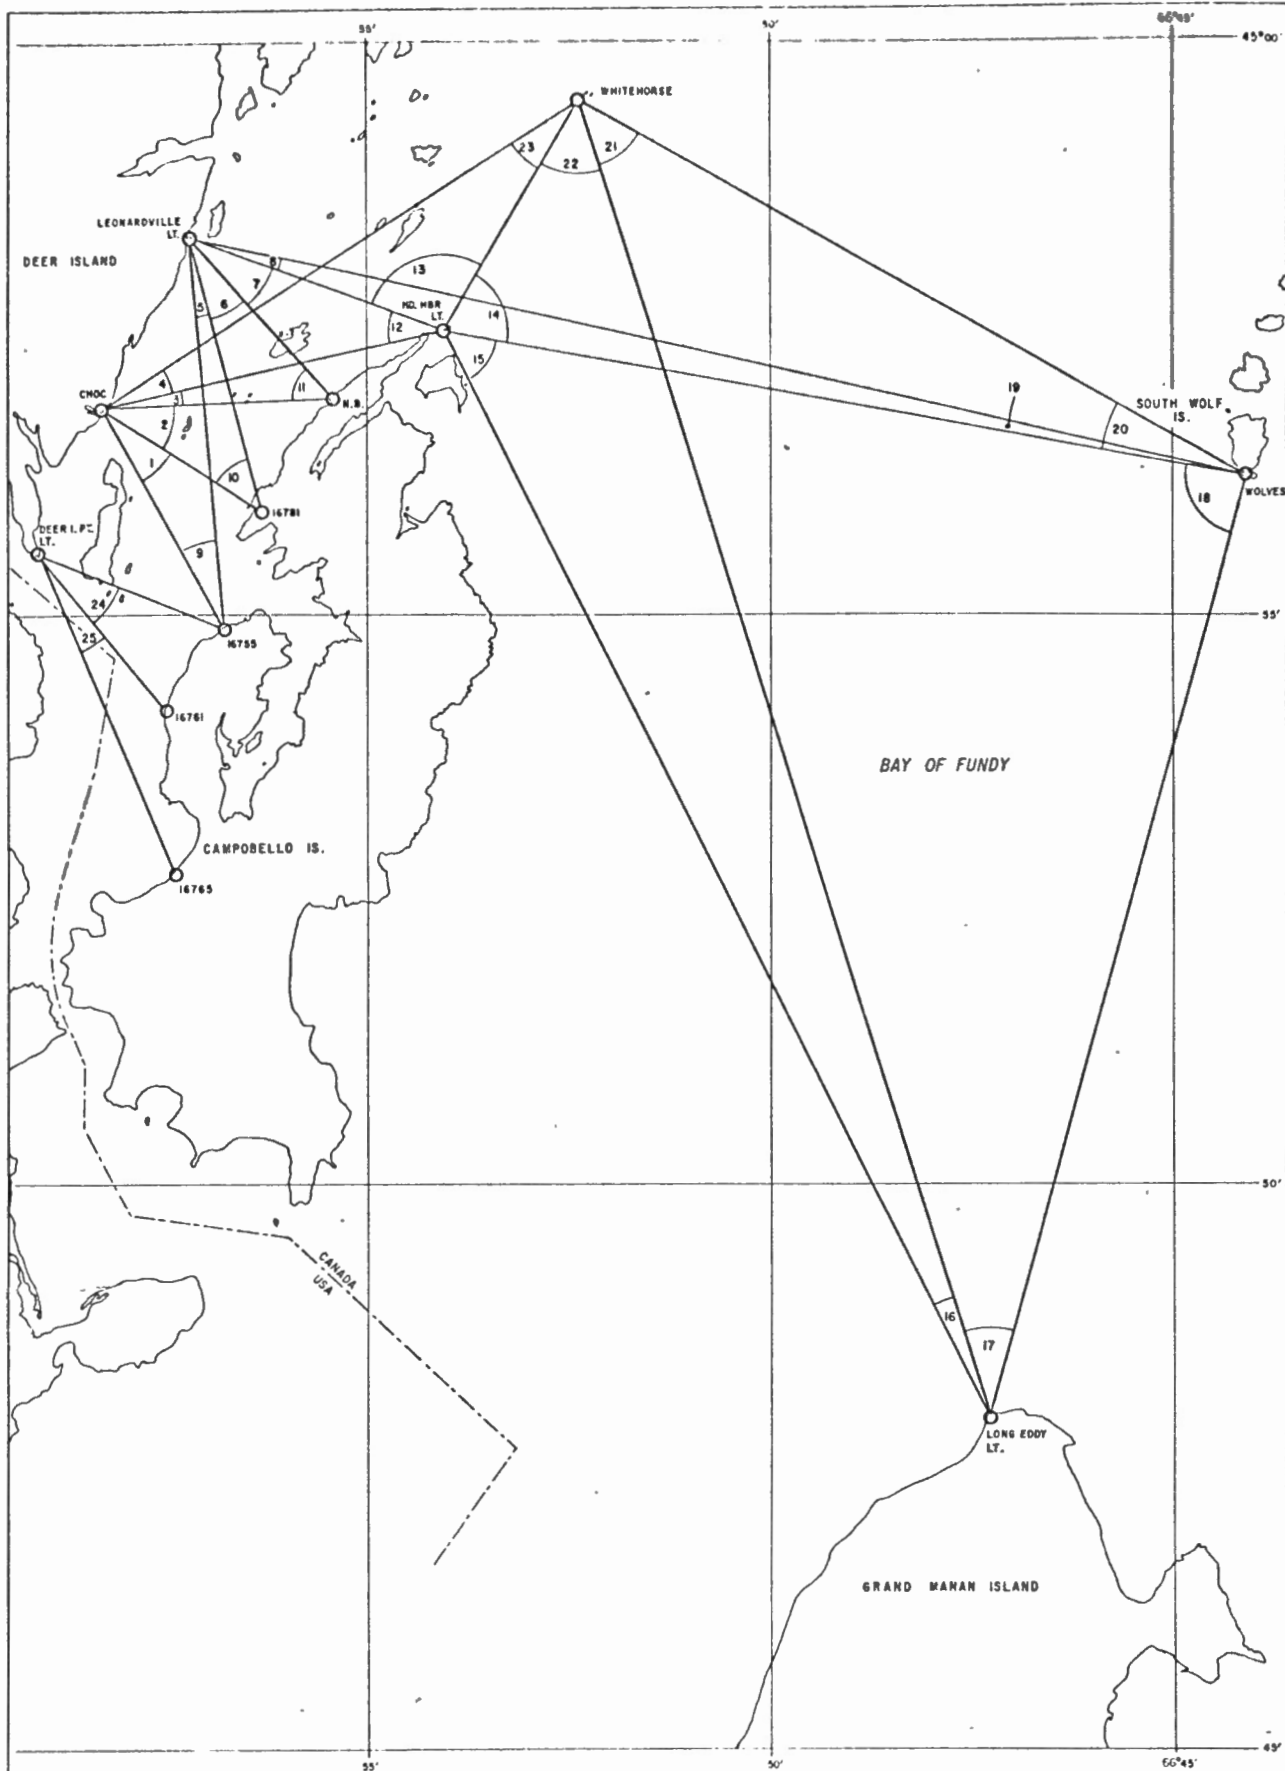 55'
50'
66°45'
45°00'
WHITEHORSE
23
22
21
LEONARDVILLE
LT.
DEER ISLAND
8
7
6
5
13
HD. HBR
LT.
12
14
15
4
3
11
CHOC
N.B.
2
1
10
19
SOUTH WOLF
IS.
20
18
WOLVES
16781
DEER I. PT.
LT.
9
24
25
55'
16755
16761
BAY OF FUNDY
CAMPOBELLO IS.
16765
50'
CANADA
USA
16
17
LONG EDDY
LT.
GRAND MANAN ISLAND
45'
55'
50'
66°45'